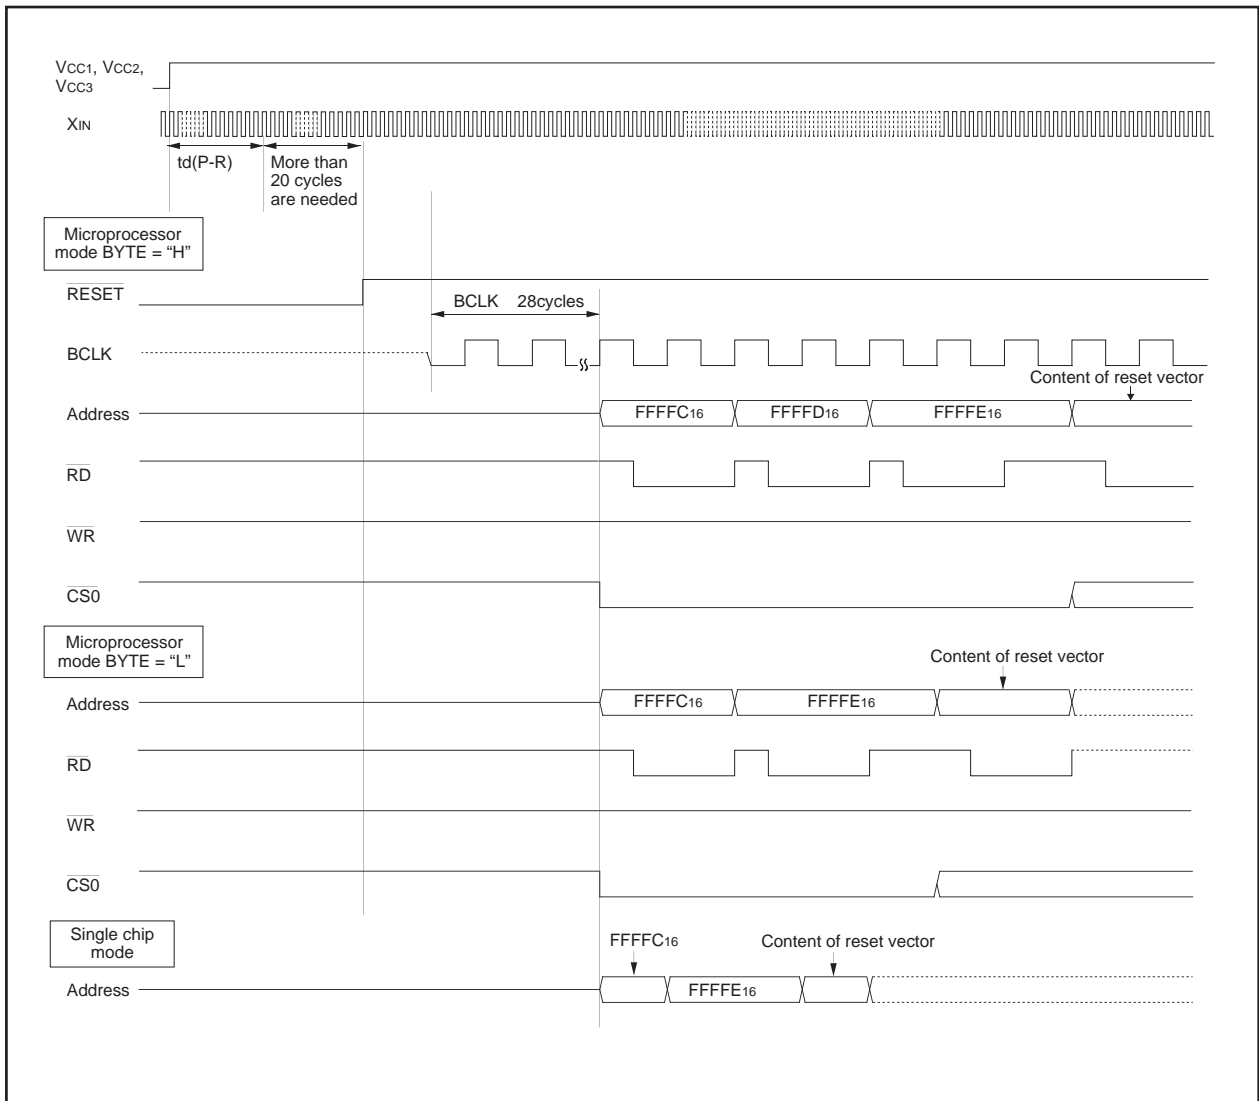 VCC1, VCC2,
VCC3
XIN
td(P-R)
More than
20 cycles
are needed
Microprocessor
mode BYTE = “H”
RESET
BCLK 28cycles
BCLK
Content of reset vector
Address
FFFFC16
FFFFD16
FFFFE16
RD
WR
CS0
Microprocessor
mode BYTE = “L”
Content of reset vector
Address
FFFFC16
FFFFE16
RD
WR
CS0
Single chip
mode
FFFFC16
Content of reset vector
Address
FFFFE16